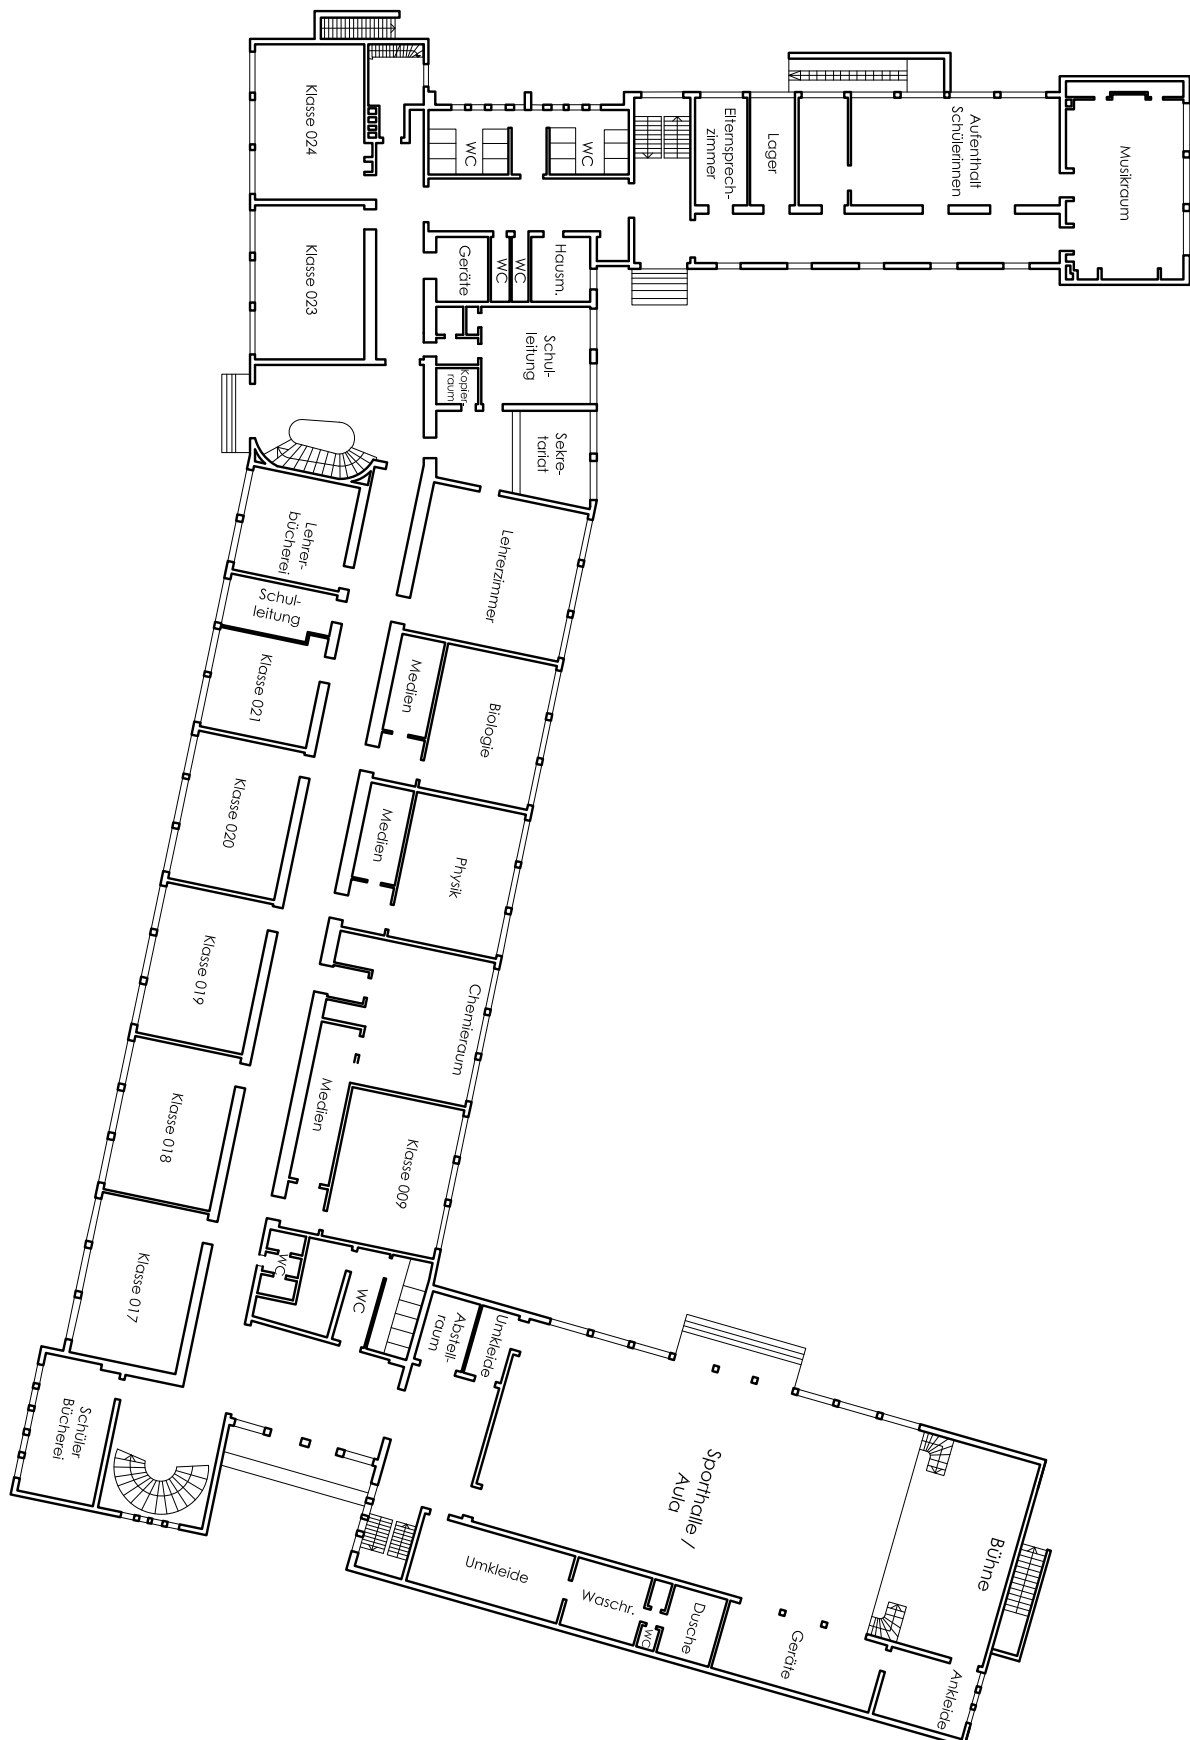 Klasse 024
WC
WC
Elternsprech-
zimmer
Lager
Aufenthalt
Schülerinnen
Musikraum
Klasse 023
Geräte
WC
WC
Hausm.
Schul-
leitung
Kopier-
raum
Sekre-
tariat
Lehrer-
bücherei
Lehrerzimmer
Schul-
leitung
Klasse 021
Medien
Biologie
Klasse 020
Medien
Physik
Klasse 019
Chemieraum
Klasse 018
Medien
Klasse 009
Klasse 017
WC
WC
Abstell-
raum
Umkleide
Schüler
Bücherei
Sporthalle /
Aula
Bühne
Umkleide
Waschr.
WC
Dusche
Geräte
Ankleide